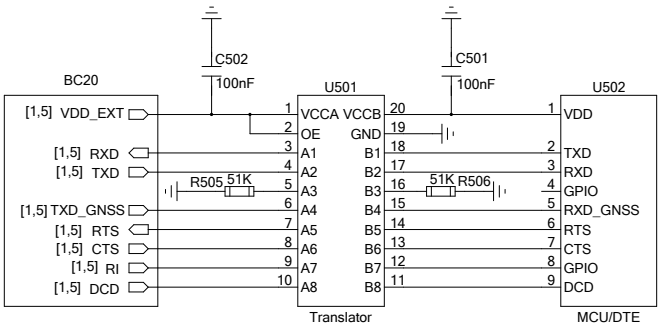 C502
100nF
C501
100nF
BC20
U501
U502
[1,5] VDD_EXT
1 VCCA VCCB 20
1 VDD
2 OE GND 19
[1,5] RXD
3 A1 B1 18
2 TXD
[1,5] TXD
4 A2 B2 17
3 RXD
R505 51K
5 A3 B3 16
51K R506
4 GPIO
[1,5] TXD_GNSS
6 A4 B4 15
5 RXD_GNSS
[1,5] RTS
7 A5 B5 14
6 RTS
[1,5] CTS
8 A6 B6 13
7 CTS
[1,5] RI
9 A7 B7 12
8 GPIO
[1,5] DCD
10 A8 B8 11
9 DCD
Translator
MCU/DTE